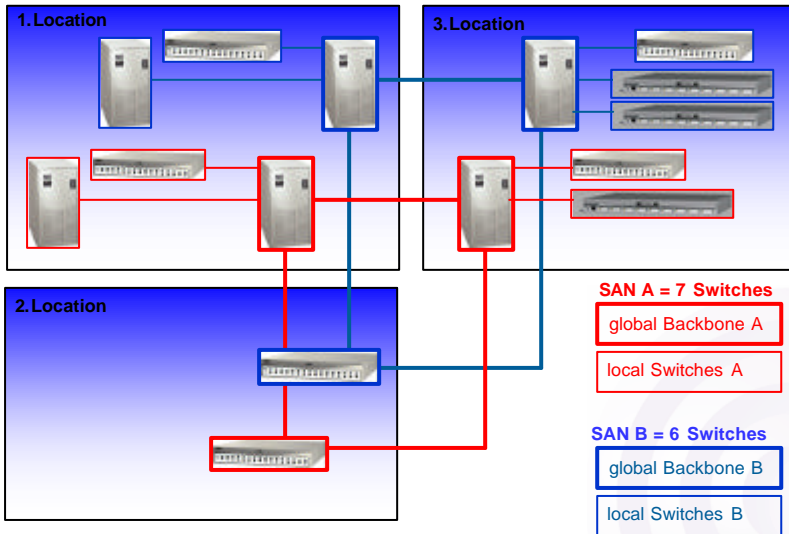 1.Location
3.Location
2.Location
SAN A = 7 Switches
global Backbone A
local Switches A
SAN B = 6 Switches
global Backbone B
local Switches B